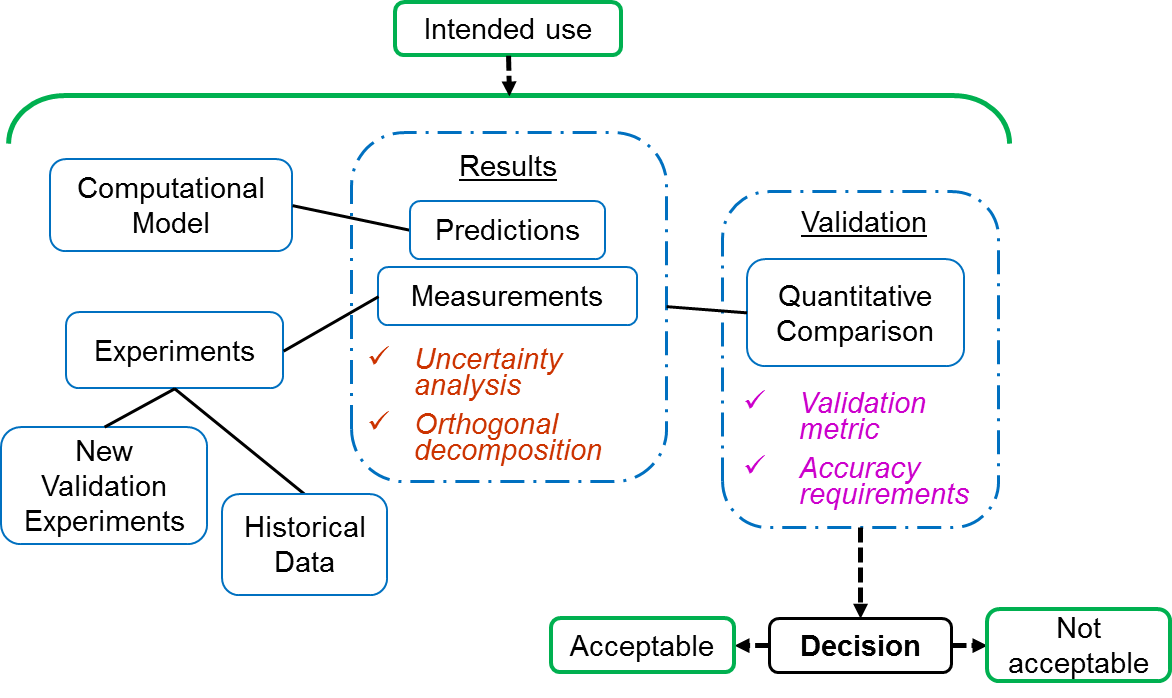 Intended use
Results
Computational
Model
Predictions
Validation
Measurements
Quantitative
Comparison
Experiments
✓ Uncertainty
analysis
✓ Orthogonal
decomposition
✓ Validation
metric
✓ Accuracy
requirements
New
Validation
Experiments
Historical
Data
Acceptable
Decision
Not
acceptable